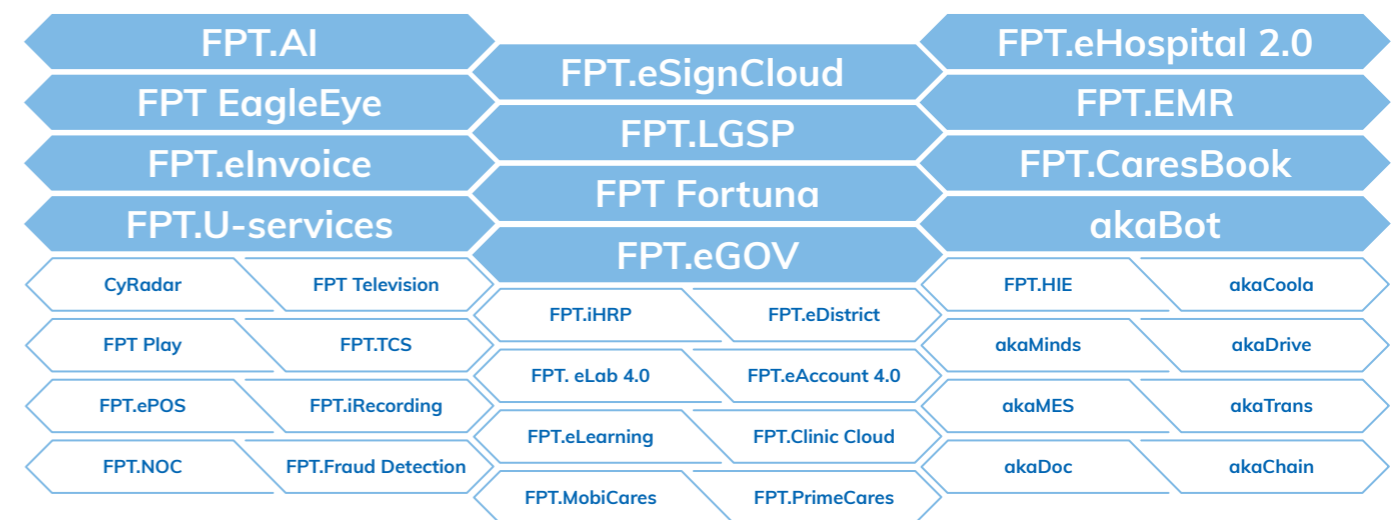 FPT.AI
FPT EagleEye
FPT.eInvoice
FPT.U-services
CyRadar
FPT Television
FPT Play
FPT.TCS
FPT.ePOS
FPT.iRecording
FPT.NOC
FPT.Fraud Detection
FPT.eSignCloud
FPT.LGSP
FPT Fortuna
FPT.eGOV
FPT.iHRP
FPT.eDistrict
FPT. eLab 4.0
FPT.eAccount 4.0
FPT.eLearning
FPT.Clinic Cloud
FPT.MobiCares
FPT.PrimeCares
FPT.eHospital 2.0
FPT.EMR
FPT.CaresBook
akaBot
FPT.HIE
akaCoola
akaMinds
akaDrive
akaMES
akaTrans
akaDoc
akaChain